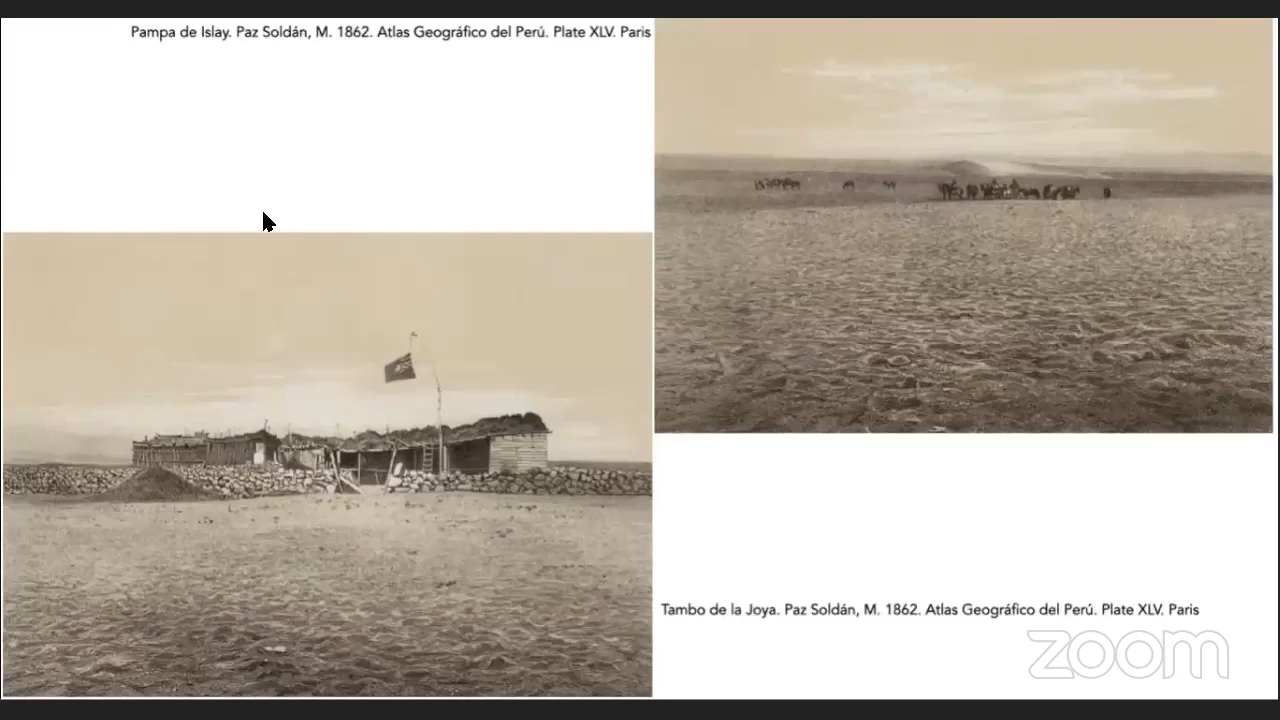 Pampa de Islay. Paz Soldán, M. 1862. Atlas Geográfico del Perú. Plate XLV. Paris
Tambo de la Joya. Paz Soldán, M. 1862. Atlas Geográfico del Perú. Plate XLV. Paris
zoom